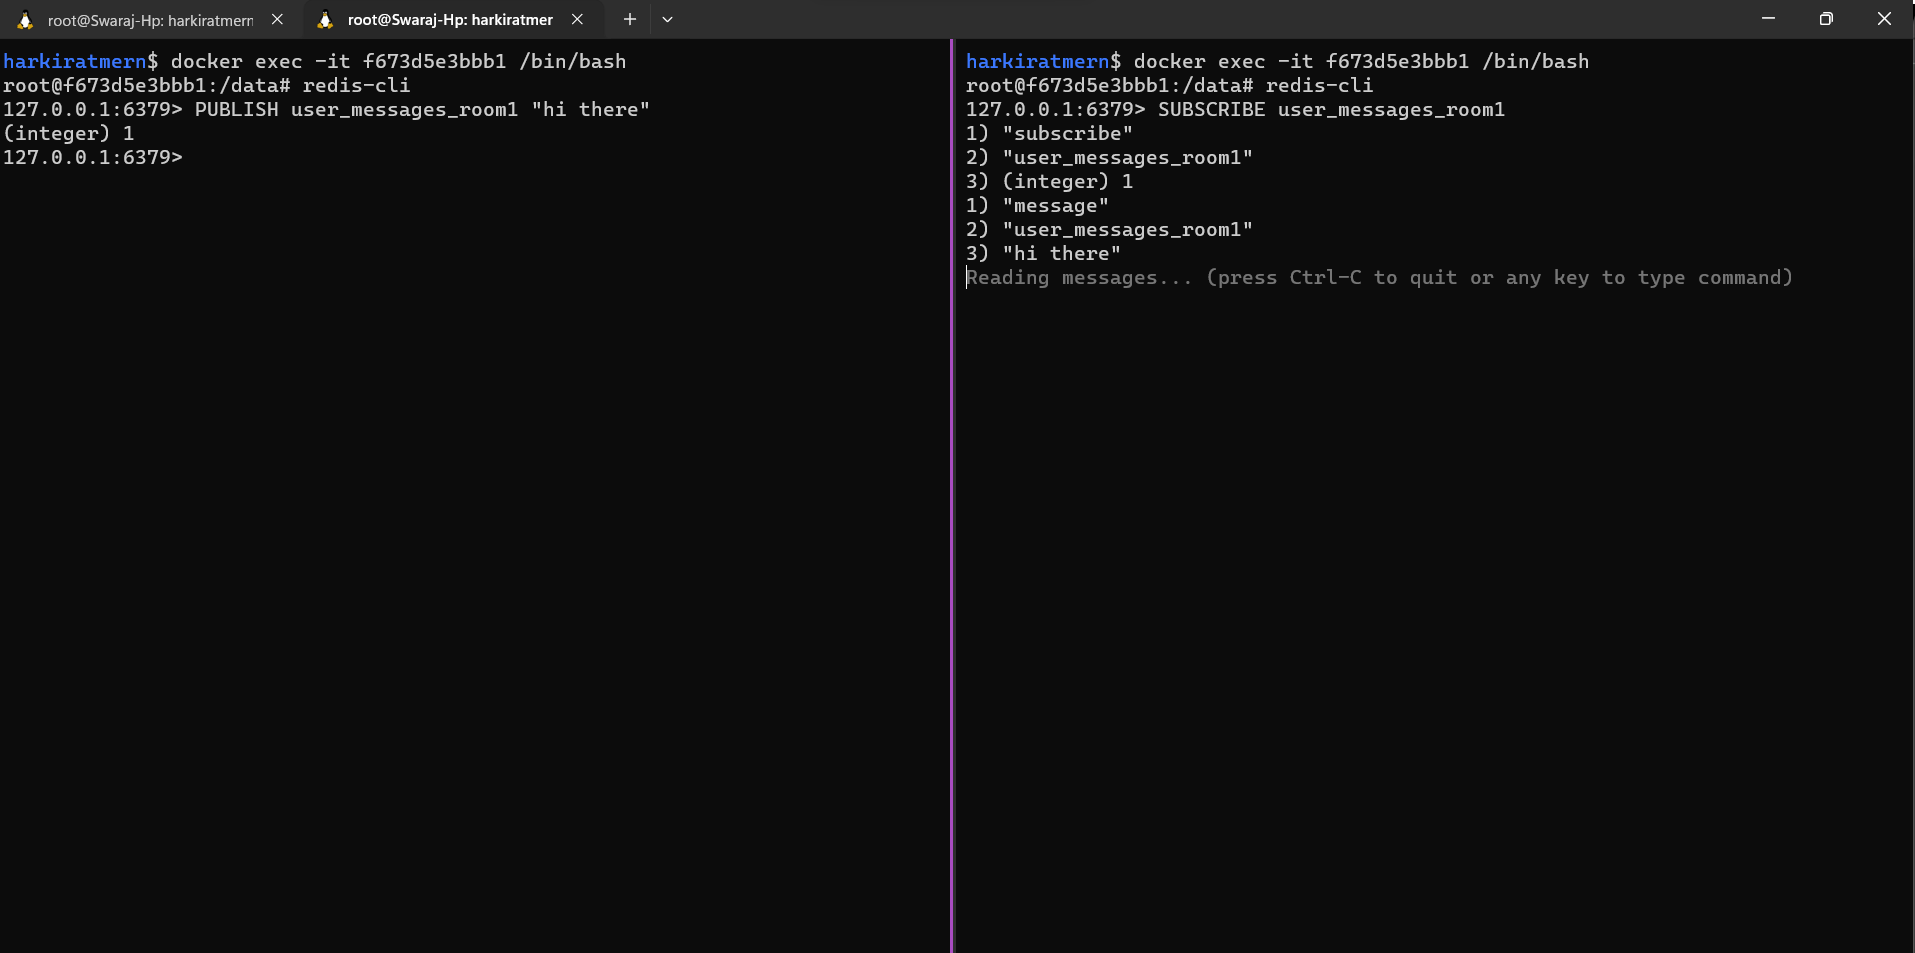 root@Swaraj-Hp: harkiratmern
root@Swaraj-Hp: harkiratmer
harkiratmern$ docker exec -it f673d5e3bbb1 /bin/bash
root@f673d5e3bbb1:/data# redis-cli
127.0.0.1:6379> PUBLISH user_messages_room1 "hi there"
(integer) 1
127.0.0.1:6379>
harkiratmern$ docker exec -it f673d5e3bbb1 /bin/bash
root@f673d5e3bbb1:/data# redis-cli
127.0.0.1:6379> SUBSCRIBE user_messages_room1
1) "subscribe"
2) "user_messages_room1"
3) (integer) 1
1) "message"
2) "user_messages_room1"
3) "hi there"
Reading messages... (press Ctrl-C to quit or any key to type command)